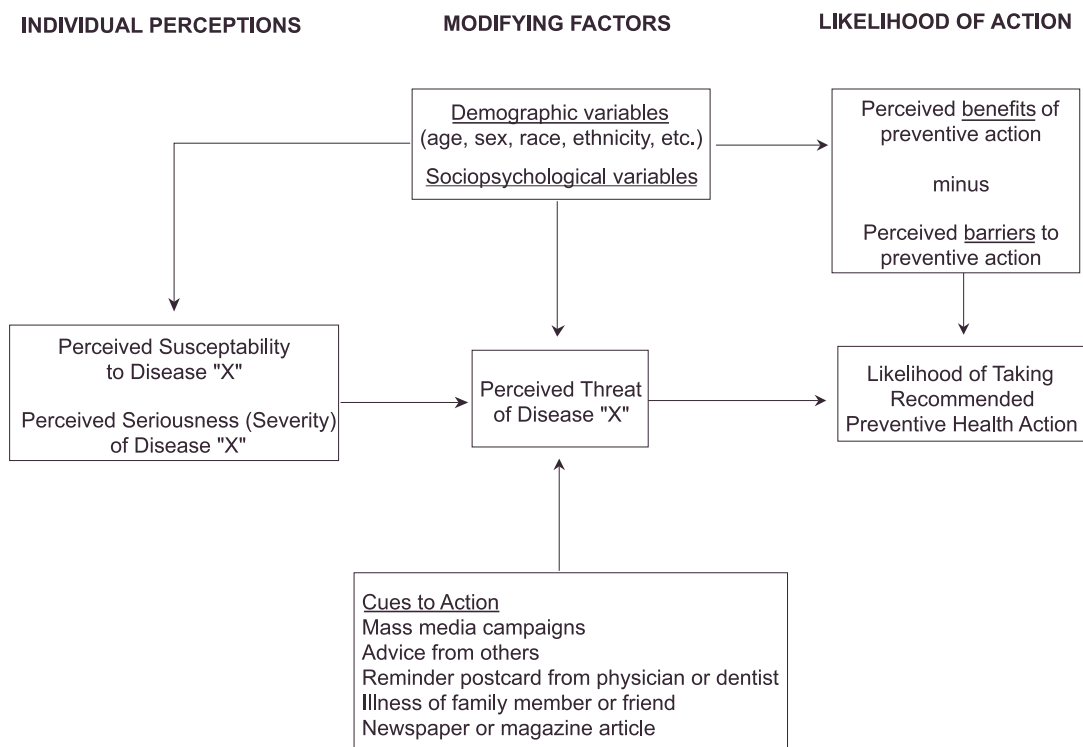 INDIVIDUAL PERCEPTIONS
MODIFYING FACTORS
LIKELIHOOD OF ACTION
Demographic variables
(age, sex, race, ethnicity, etc.)
Sociopsychological variables
Perceived benefits of
preventive action
minus
Perceived barriers to
preventive action
Perceived Susceptability
to Disease "X"
Perceived Seriousness (Severity)
of Disease "X"
Perceived Threat
of Disease "X"
Likelihood of Taking
Recommended
Preventive Health Action
Cues to Action
Mass media campaigns
Advice from others
Reminder postcard from physician or dentist
Illness of family member or friend
Newspaper or magazine article